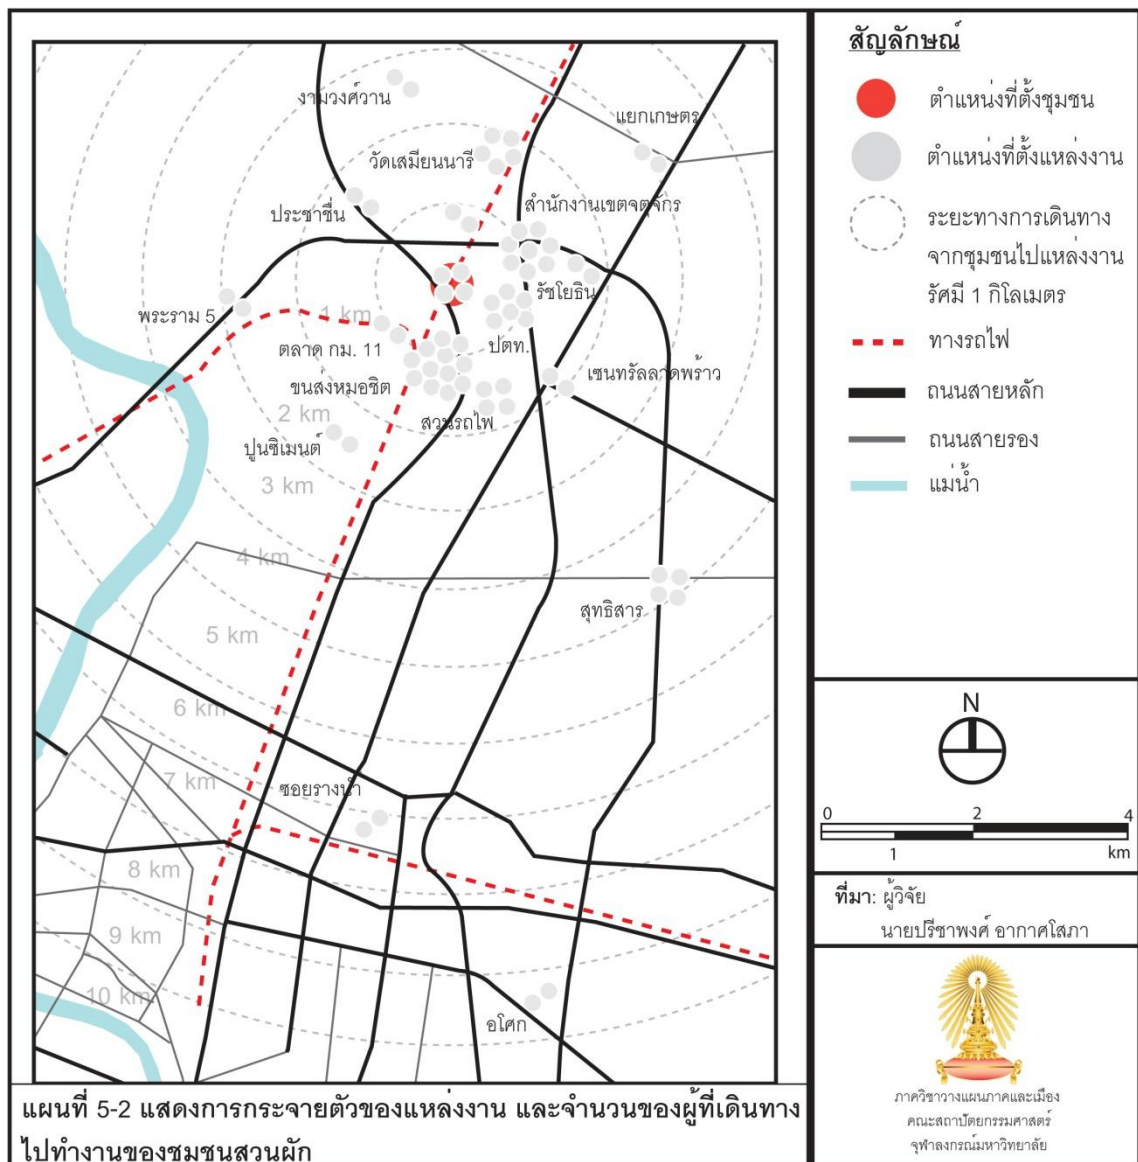 งามวงศ์วาน
แยกเกษตร
วัดเสมียนนารี
สำนักงานเขตจตุจักร
ประชาชื่น
รัชโยธิน
พระราม 5
1 km
ตลาด กม. 11
ปตท.
เซนทรัลลาดพร้าว
ขนสงหมอชิต
2 km
สวนรถไฟ
ปูนซิเมนต์
3 km
4 km
สุทธิสาร
5 km
6 km
7 km
ซอยรางน้ำ
8 km
9 km
10 km
อโศก
แผนที่ 5-2 แสดงการกระจายตัวของแหล่งงาน และจำนวนของผู้ที่เดินทาง
ไปทำงานของชุมชนสวนผัก
สัญลักษณ์
ตำแหน่งที่ตั้งชุมชน
ตำแหน่งที่ตั้งแหล่งงาน
ระยะทางการเดินทาง
จากชุมชนไปแหล่งงาน
รัศมี 1 กิโลเมตร
ทางรถไฟ
ถนนสายหลัก
ถนนสายรอง
แม่น้ำ
N
0 2 4
1 km
ที่มา: ผู้วิจัย
นายปรีชาพงศ์ อากาศโสภา
ภาควิชาวางแผนภาคและเมือง
คณะสถาปัตยกรรมศาสตร์
จุฬาลงกรณ์มหาวิทยาลัย